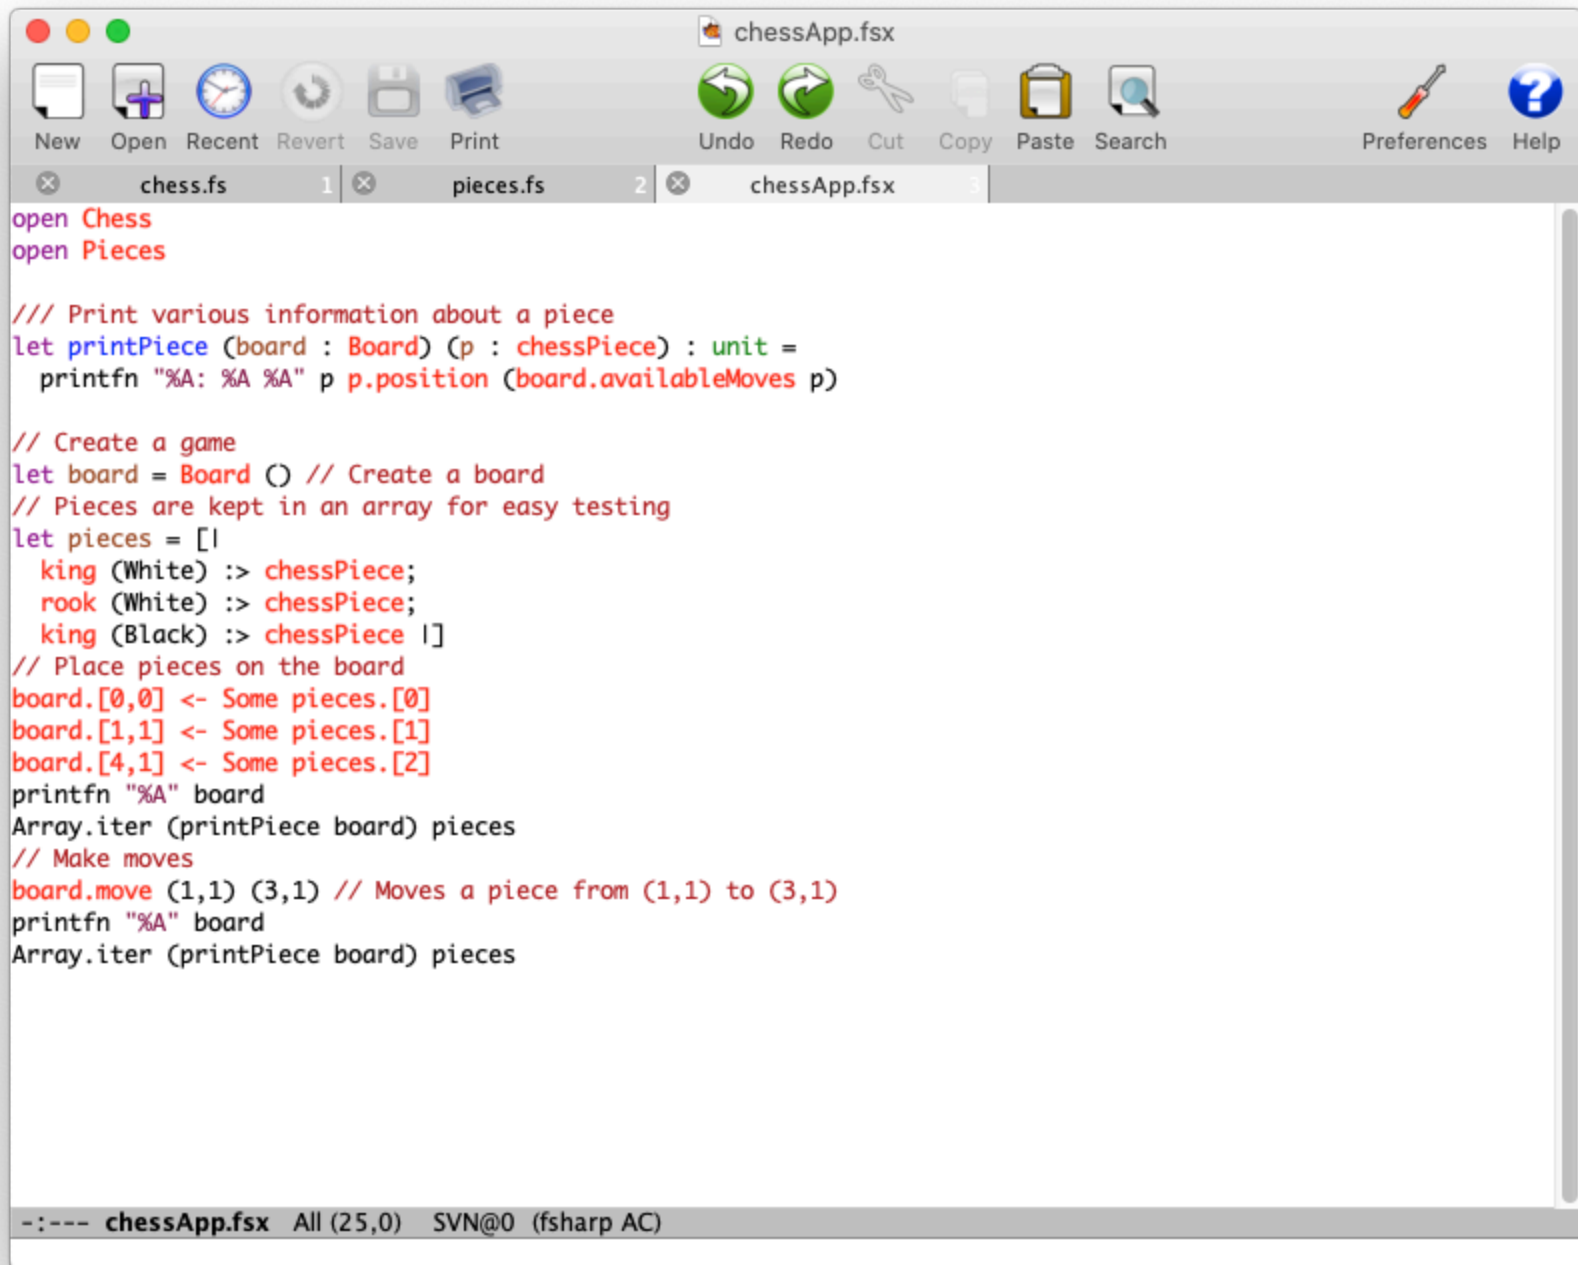 chessApp.fsx
New Open Recent Revert Save Print Undo Redo Cut Copy Paste Search Preferences Help
chess.fs 1 pieces.fs 2 chessApp.fsx 3
open Chess
open Pieces
/// Print various information about a piece
let printPiece (board : Board) (p : chessPiece) : unit =
  printfn "%A: %A %A" p p.position (board.availableMoves p)
// Create a game
let board = Board () // Create a board
// Pieces are kept in an array for easy testing
let pieces = [|
  king (White) :> chessPiece;
  rook (White) :> chessPiece;
  king (Black) :> chessPiece |]
// Place pieces on the board
board.[0,0] <- Some pieces.[0]
board.[1,1] <- Some pieces.[1]
board.[4,1] <- Some pieces.[2]
printfn "%A" board
Array.iter (printPiece board) pieces
// Make moves
board.move (1,1) (3,1) // Moves a piece from (1,1) to (3,1)
printfn "%A" board
Array.iter (printPiece board) pieces
-:--- chessApp.fsx All (25,0) SVN@0 (fsharp AC)